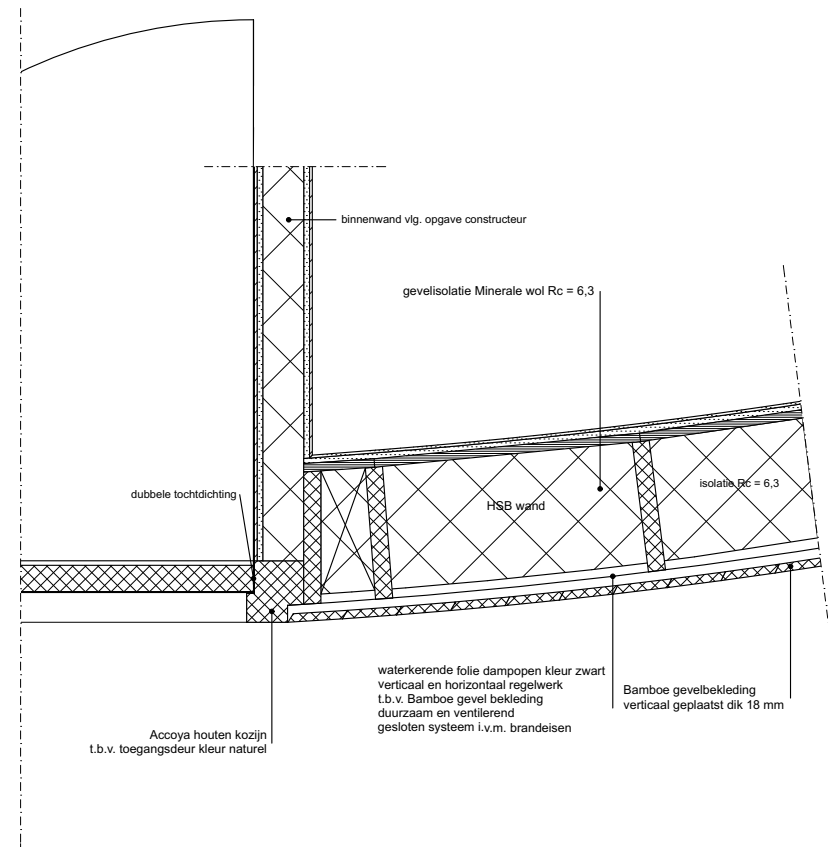 binnenwand vlg. opgave constructeur
gevelisolatie Minerale wol Rc = 6,3
dubbele tochtdichting
isolatie Rc = 6,3
HSB wand
waterkerende folie dampopen kleur zwart
verticaal en horizontaal regelwerk
t.b.v. Bamboe gevel bekleding
duurzaam en ventilerend
gesloten systeem i.v.m. brandeisen
Bamboe gevelbekleding
verticaal geplaatst dik 18 mm
Accoya houten kozijn
t.b.v. toegangsdeur kleur naturel